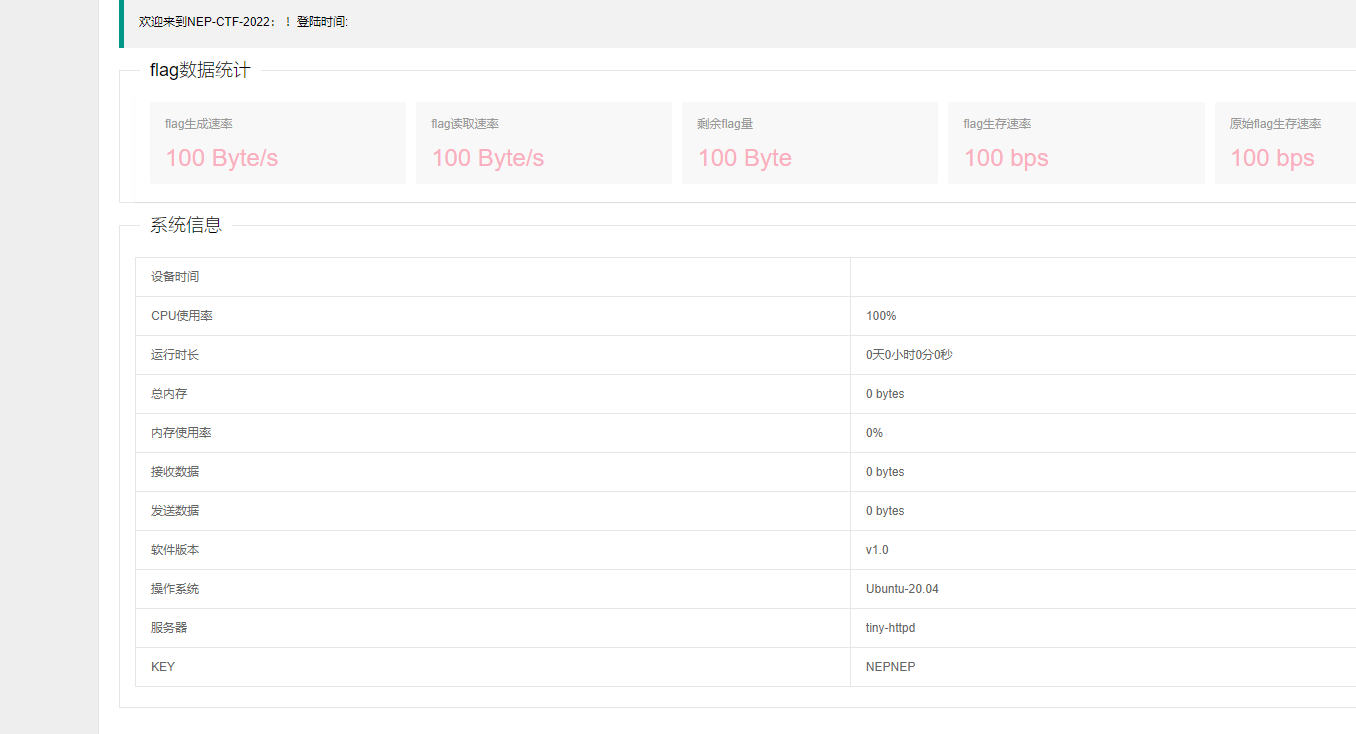 欢迎来到NEP-CTF-2022： ！登陆时间:
flag数据统计
flag生成速率 flag读取速率 剩余flag量 flag生存速率 原始flag生存速率
100 Byte/s 100 Byte/s 100 Byte 100 bps 100 bps
系统信息
设备时间
CPU使用率 100%
运行时长 0天0小时0分0秒
总内存 0 bytes
内存使用率 0%
接收数据 0 bytes
发送数据 0 bytes
软件版本 v1.0
操作系统 Ubuntu-20.04
服务器 tiny-httpd
KEY NEPNEP